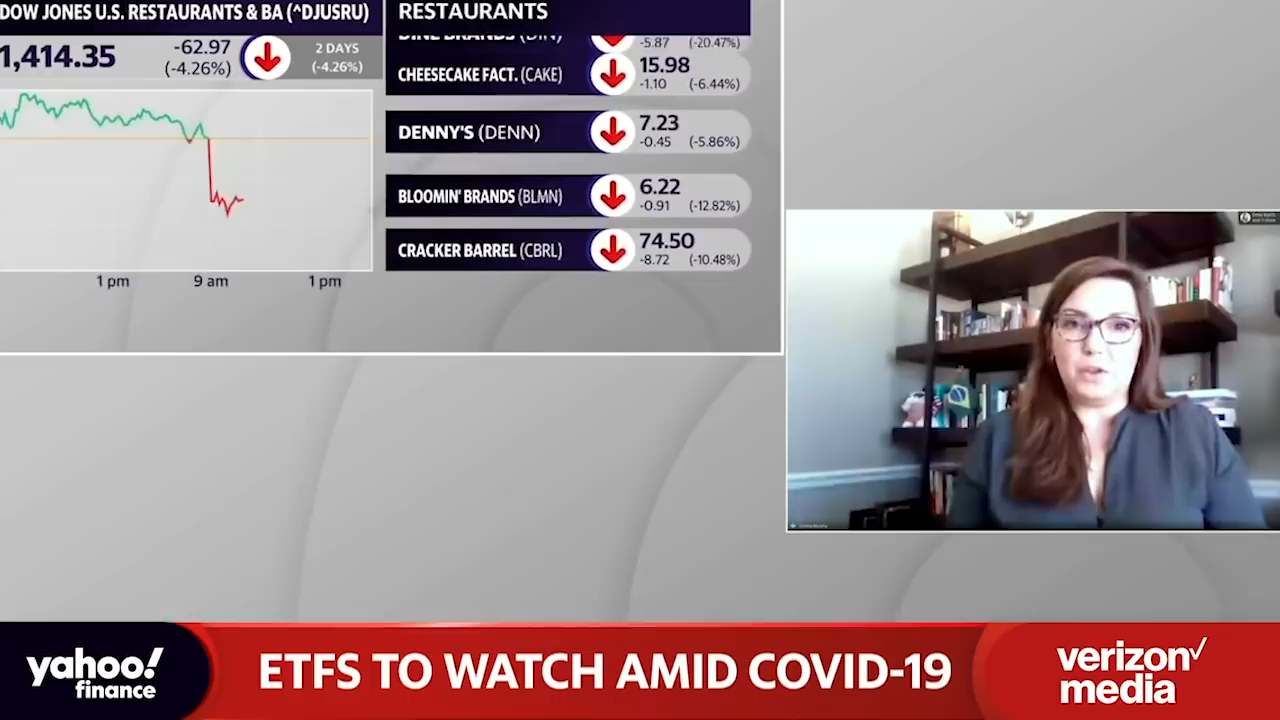 DOW JONES U.S. RESTAURANTS & BA (^DJUSRU)
1,414.35
-62.97
(-4.26%)
2 DAYS
(-4.26%)
1 pm
9 am
1 pm
RESTAURANTS
DINE BRANDS (DIN)
-5.87 (-20.47%)
CHEESECAKE FACT. (CAKE)
15.98
-1.10 (-6.44%)
DENNY'S (DENN)
7.23
-0.45 (-5.86%)
BLOOMIN' BRANDS (BLMN)
6.22
-0.91 (-12.82%)
CRACKER BARREL (CBRL)
74.50
-8.72 (-10.48%)
yahoo!
finance
ETFS TO WATCH AMID COVID-19
verizon
media